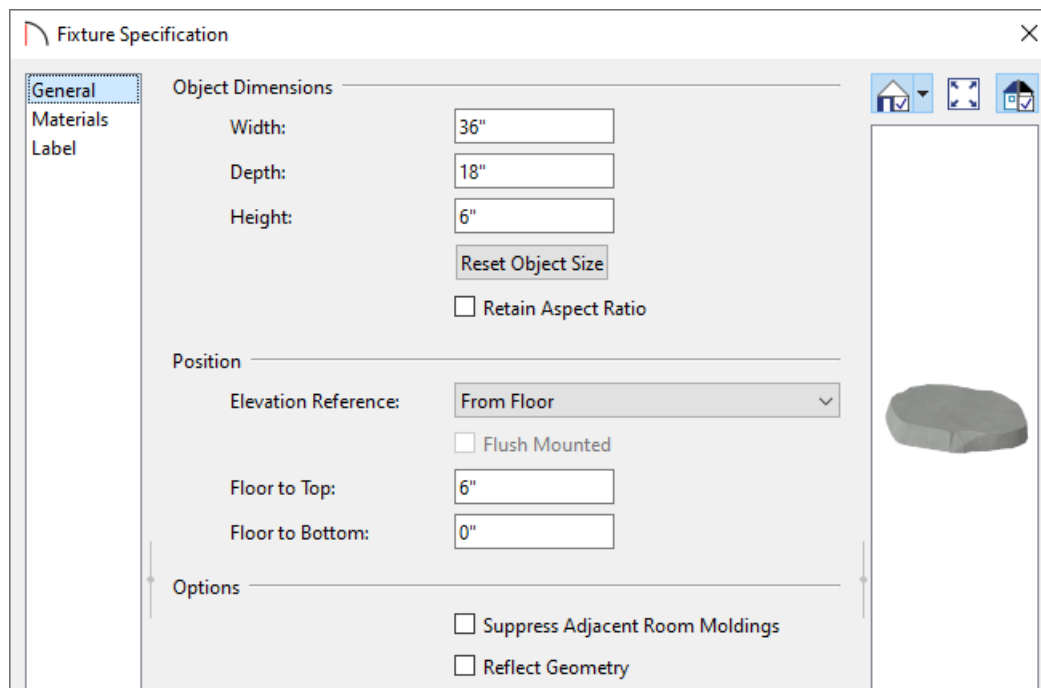 Fixture Specification
General
Materials
Label
Object Dimensions
Width: 36"
Depth: 18"
Height: 6"
Reset Object Size
Retain Aspect Ratio
Position
Elevation Reference: From Floor
Flush Mounted
Floor to Top: 6"
Floor to Bottom: 0"
Options
Suppress Adjacent Room Moldings
Reflect Geometry